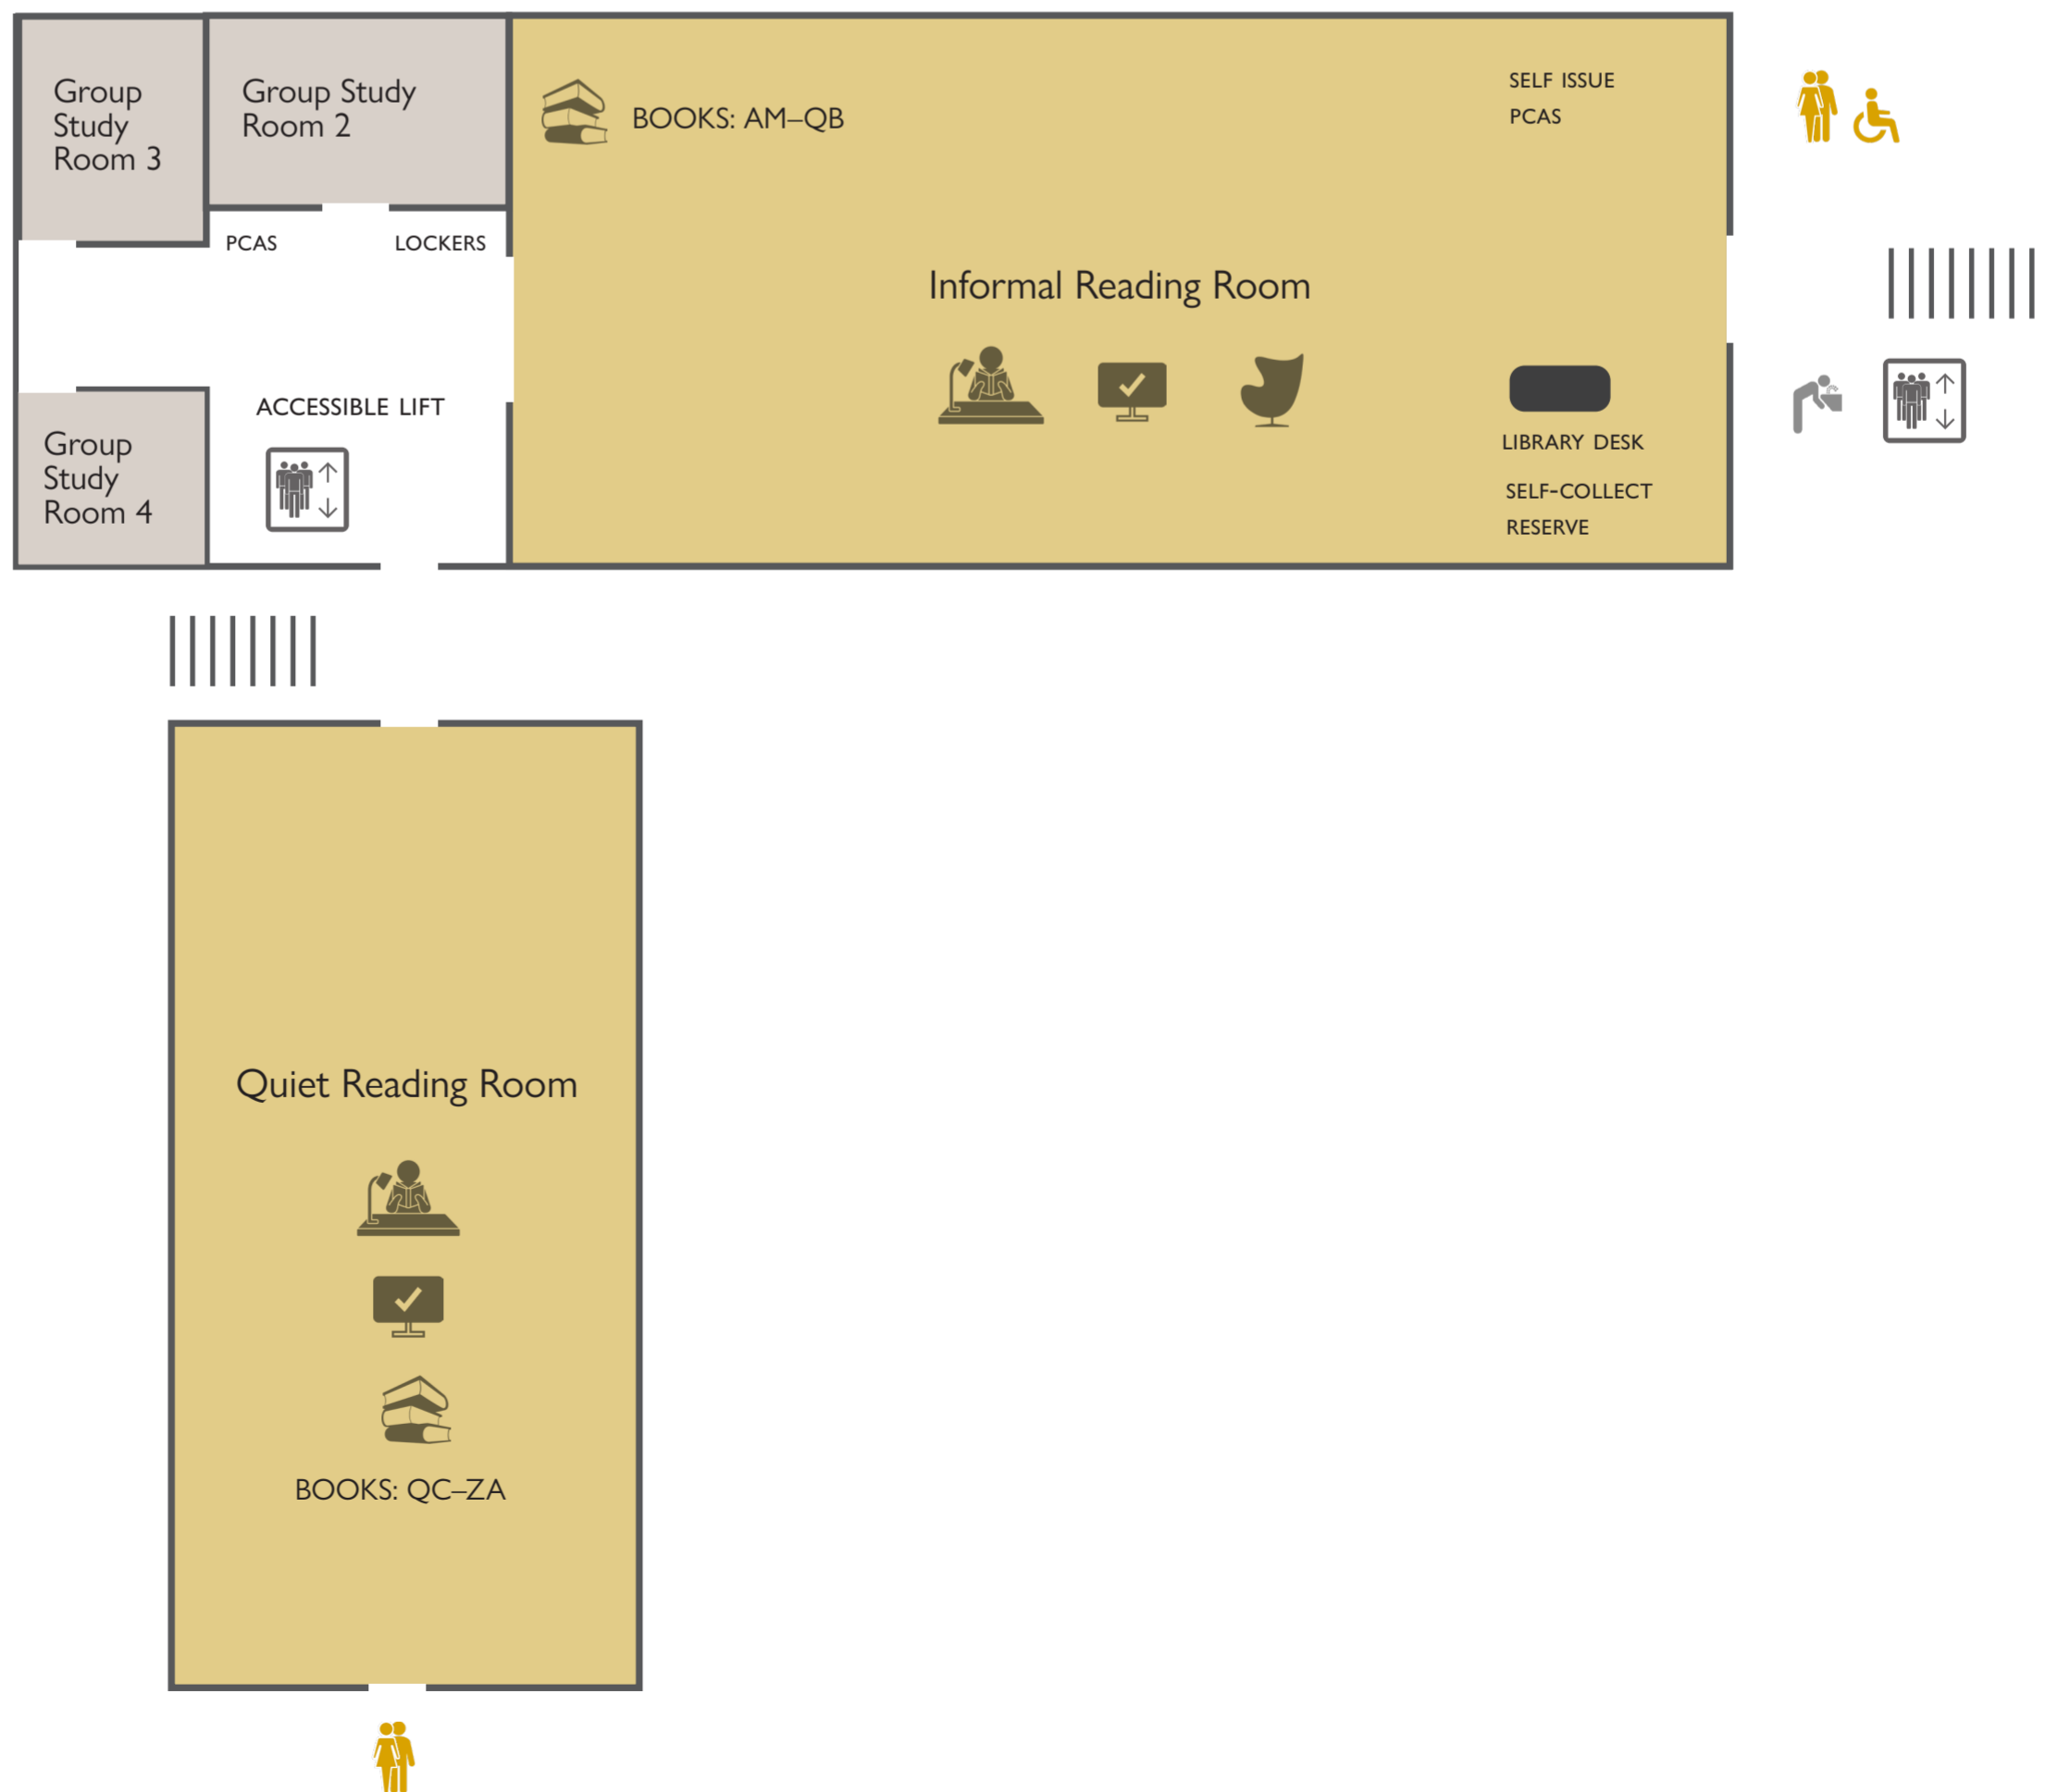 Group
Study
Room 3
Group Study
Room 2
BOOKS: AM–QB
SELF ISSUE
PCAS
PCAS
LOCKERS
Informal Reading Room
ACCESSIBLE LIFT
Group
Study
Room 4
LIBRARY DESK
SELF-COLLECT
RESERVE
Quiet Reading Room
BOOKS: QC–ZA